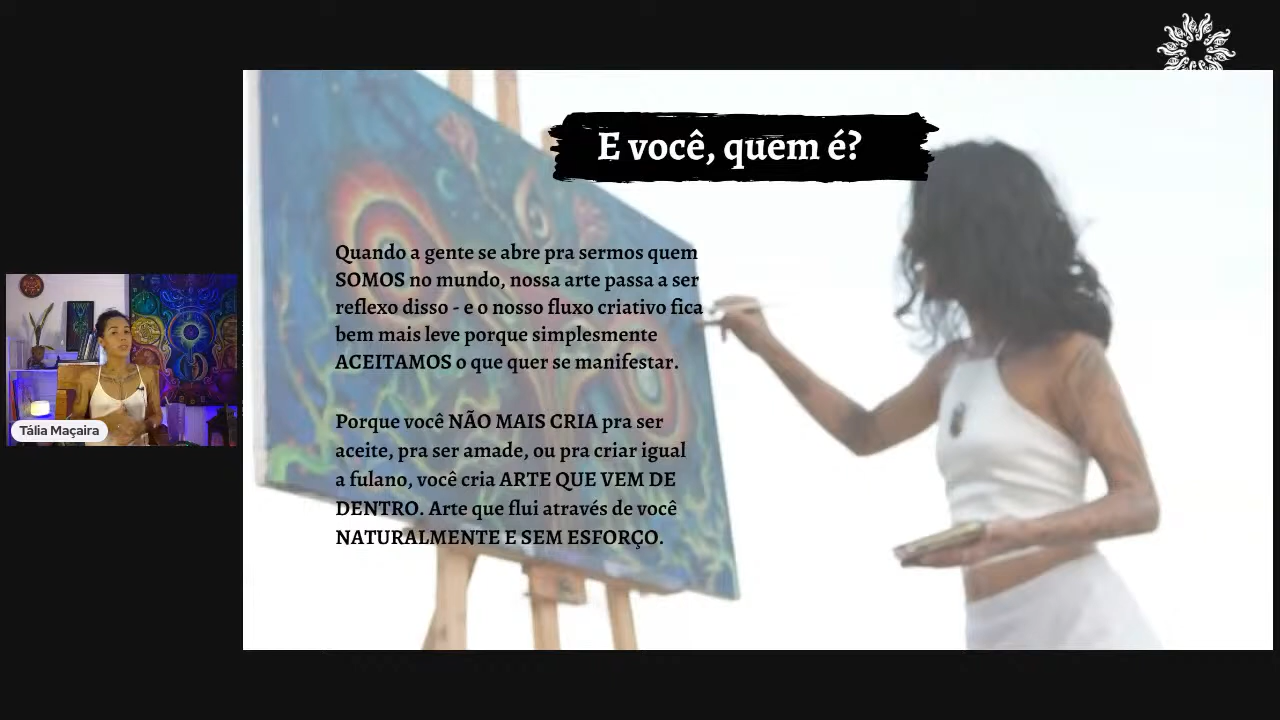 E você, quem é?
Quando a gente se abre pra sermos quem
SOMOS no mundo, nossa arte passa a ser
reflexo disso - e o nosso fluxo criativo fica
bem mais leve porque simplesmente
ACEITAMOS o que quer se manifestar.
Porque você NÃO MAIS CRIA pra ser
aceite, pra ser amade, ou pra criar igual
a fulano, você cria ARTE QUE VEM DE
DENTRO. Arte que flui através de você
NATURALMENTE E SEM ESFORÇO.
Tália Maçaira